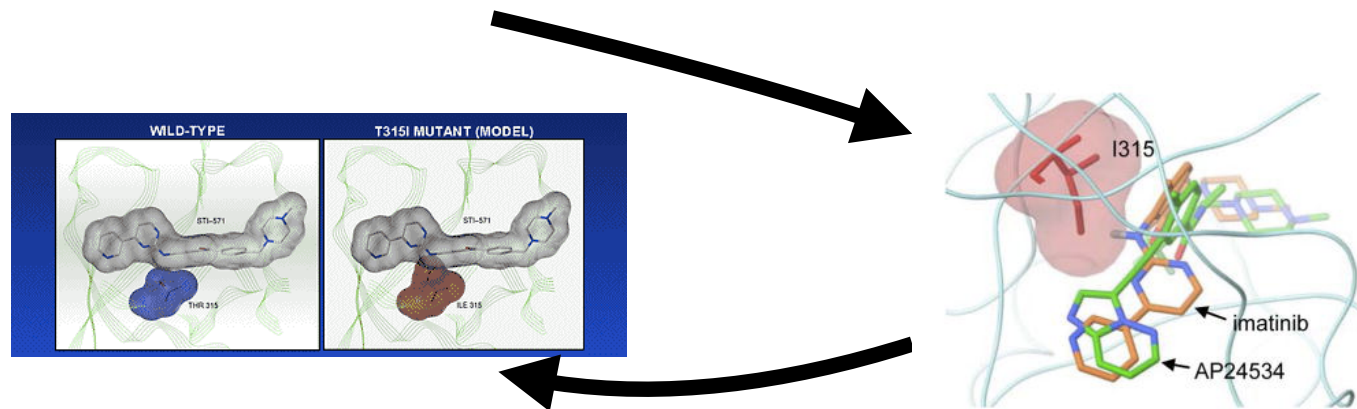 WILD-TYPE
T315I MUTANT (MODEL)
STI-571
THR 315
STI-571
ILE 315
I315
imatinib
AP24534